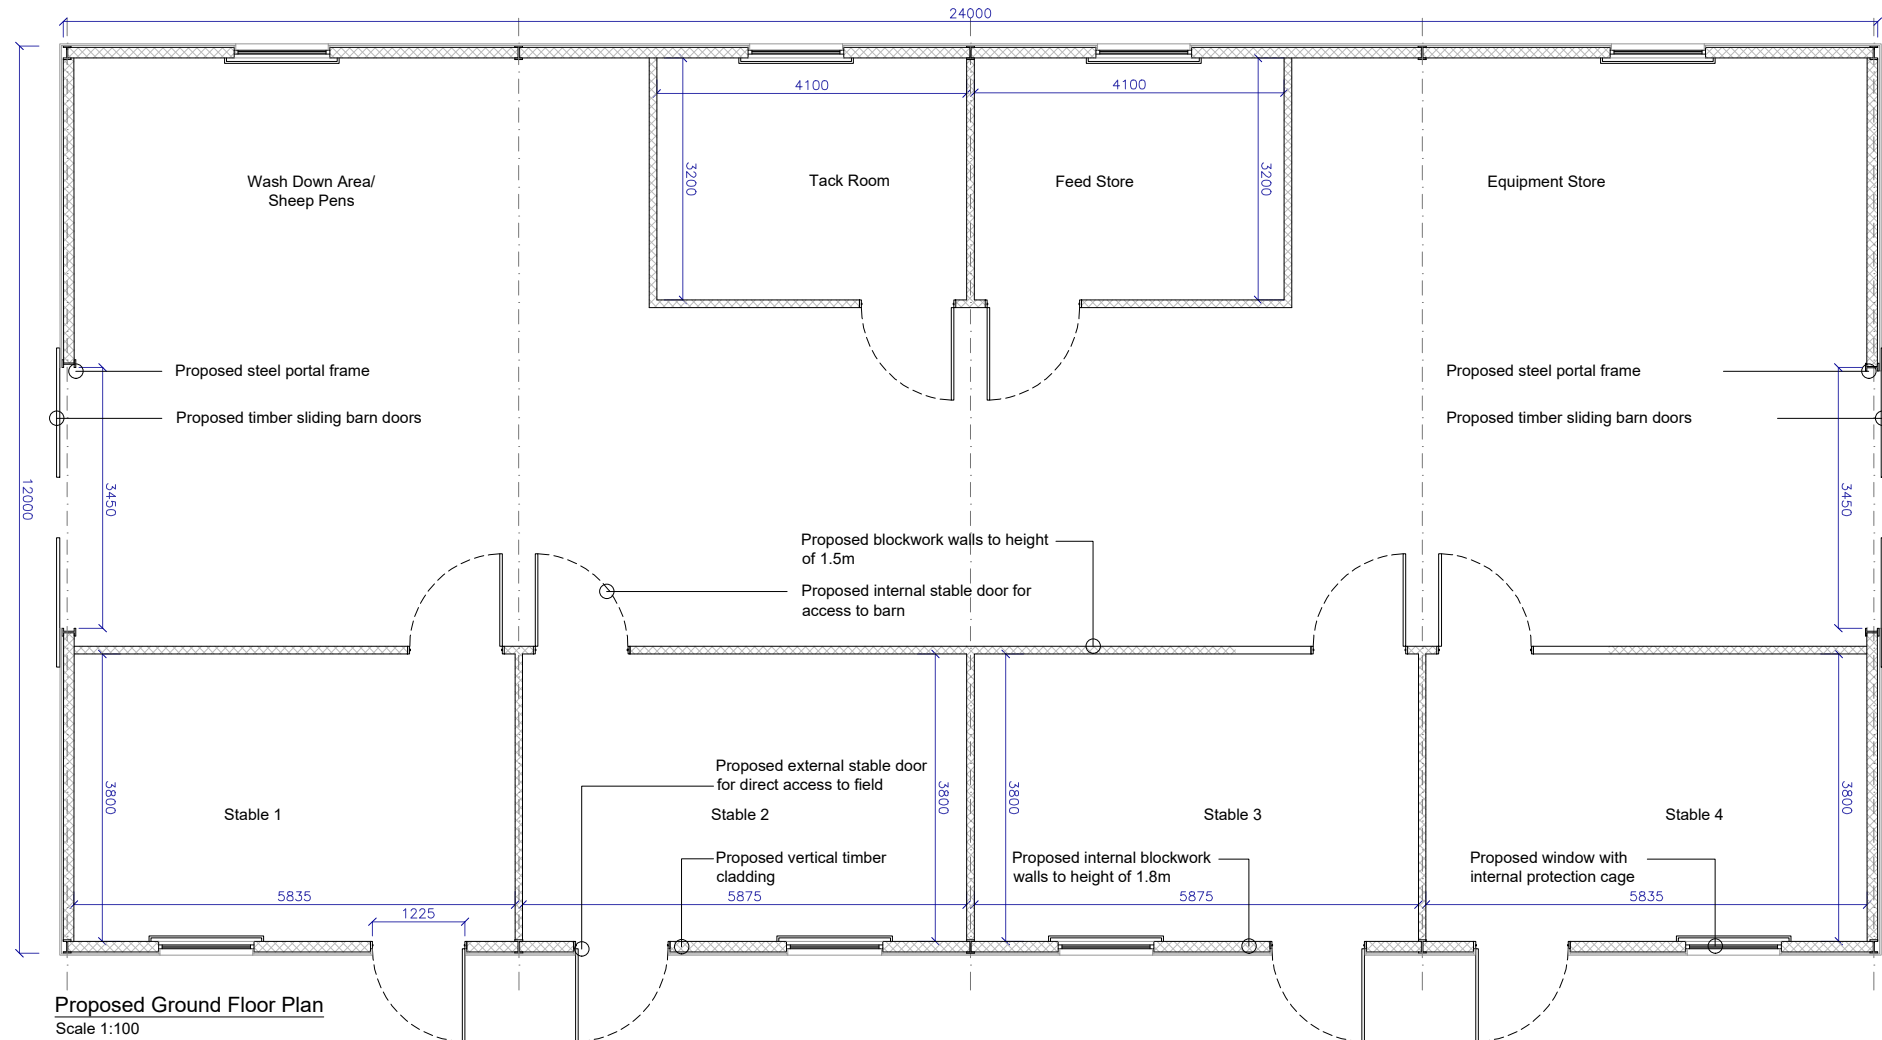 24000
4100
4100
3200
3200
Wash Down Area/
Sheep Pens
Tack Room
Feed Store
Equipment Store
Proposed steel portal frame
Proposed steel portal frame
Proposed timber sliding barn doors
Proposed timber sliding barn doors
12000
3450
3450
Proposed blockwork walls to height
of 1.5m
Proposed internal stable door for
access to barn
Proposed external stable door
for direct access to field
3800
3800
3800
3800
Stable 1
Stable 2
Stable 3
Stable 4
Proposed vertical timber
cladding
Proposed internal blockwork
walls to height of 1.8m
Proposed window with
internal protection cage
5835
5875
5875
5835
1225
Proposed Ground Floor Plan
Scale 1:100